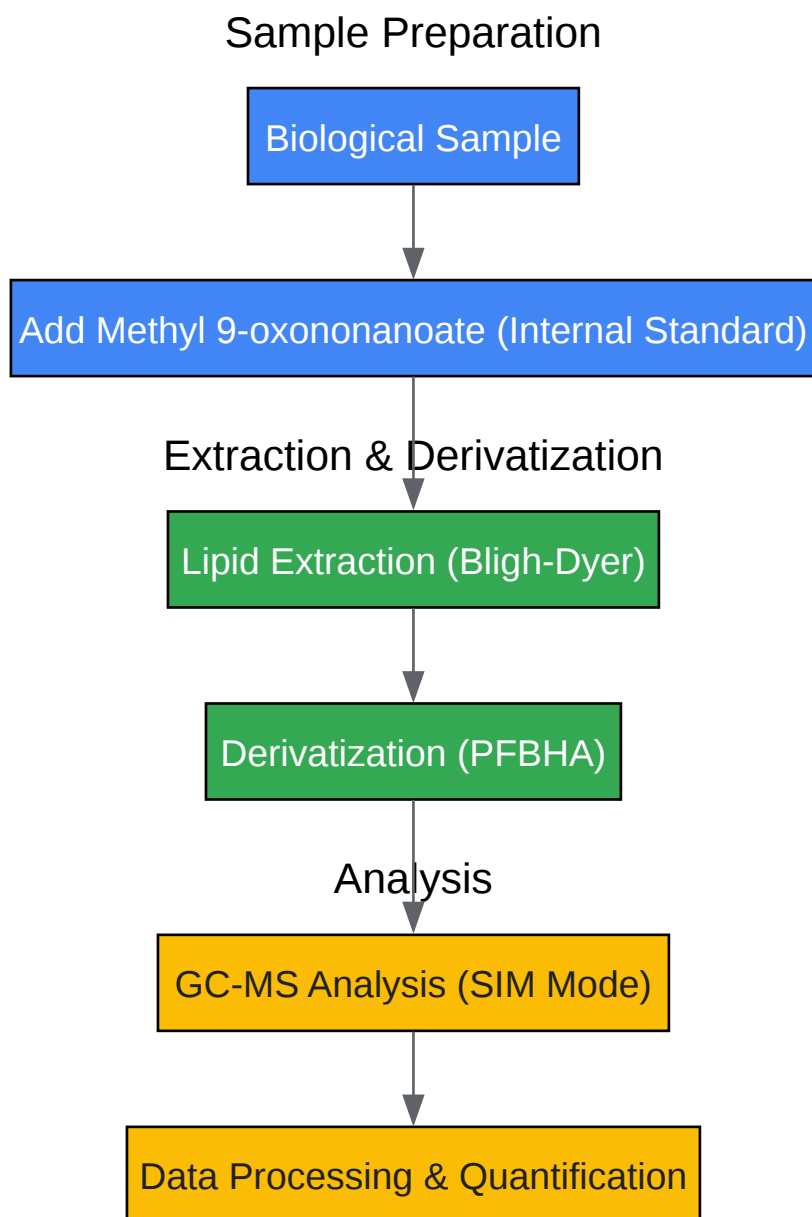 Sample Preparation
Biological Sample
Add Methyl 9-oxononanoate (Internal Standard)
Extraction & Derivatization
Lipid Extraction (Bligh-Dyer)
Derivatization (PFBHA)
Analysis
GC-MS Analysis (SIM Mode)
Data Processing & Quantification